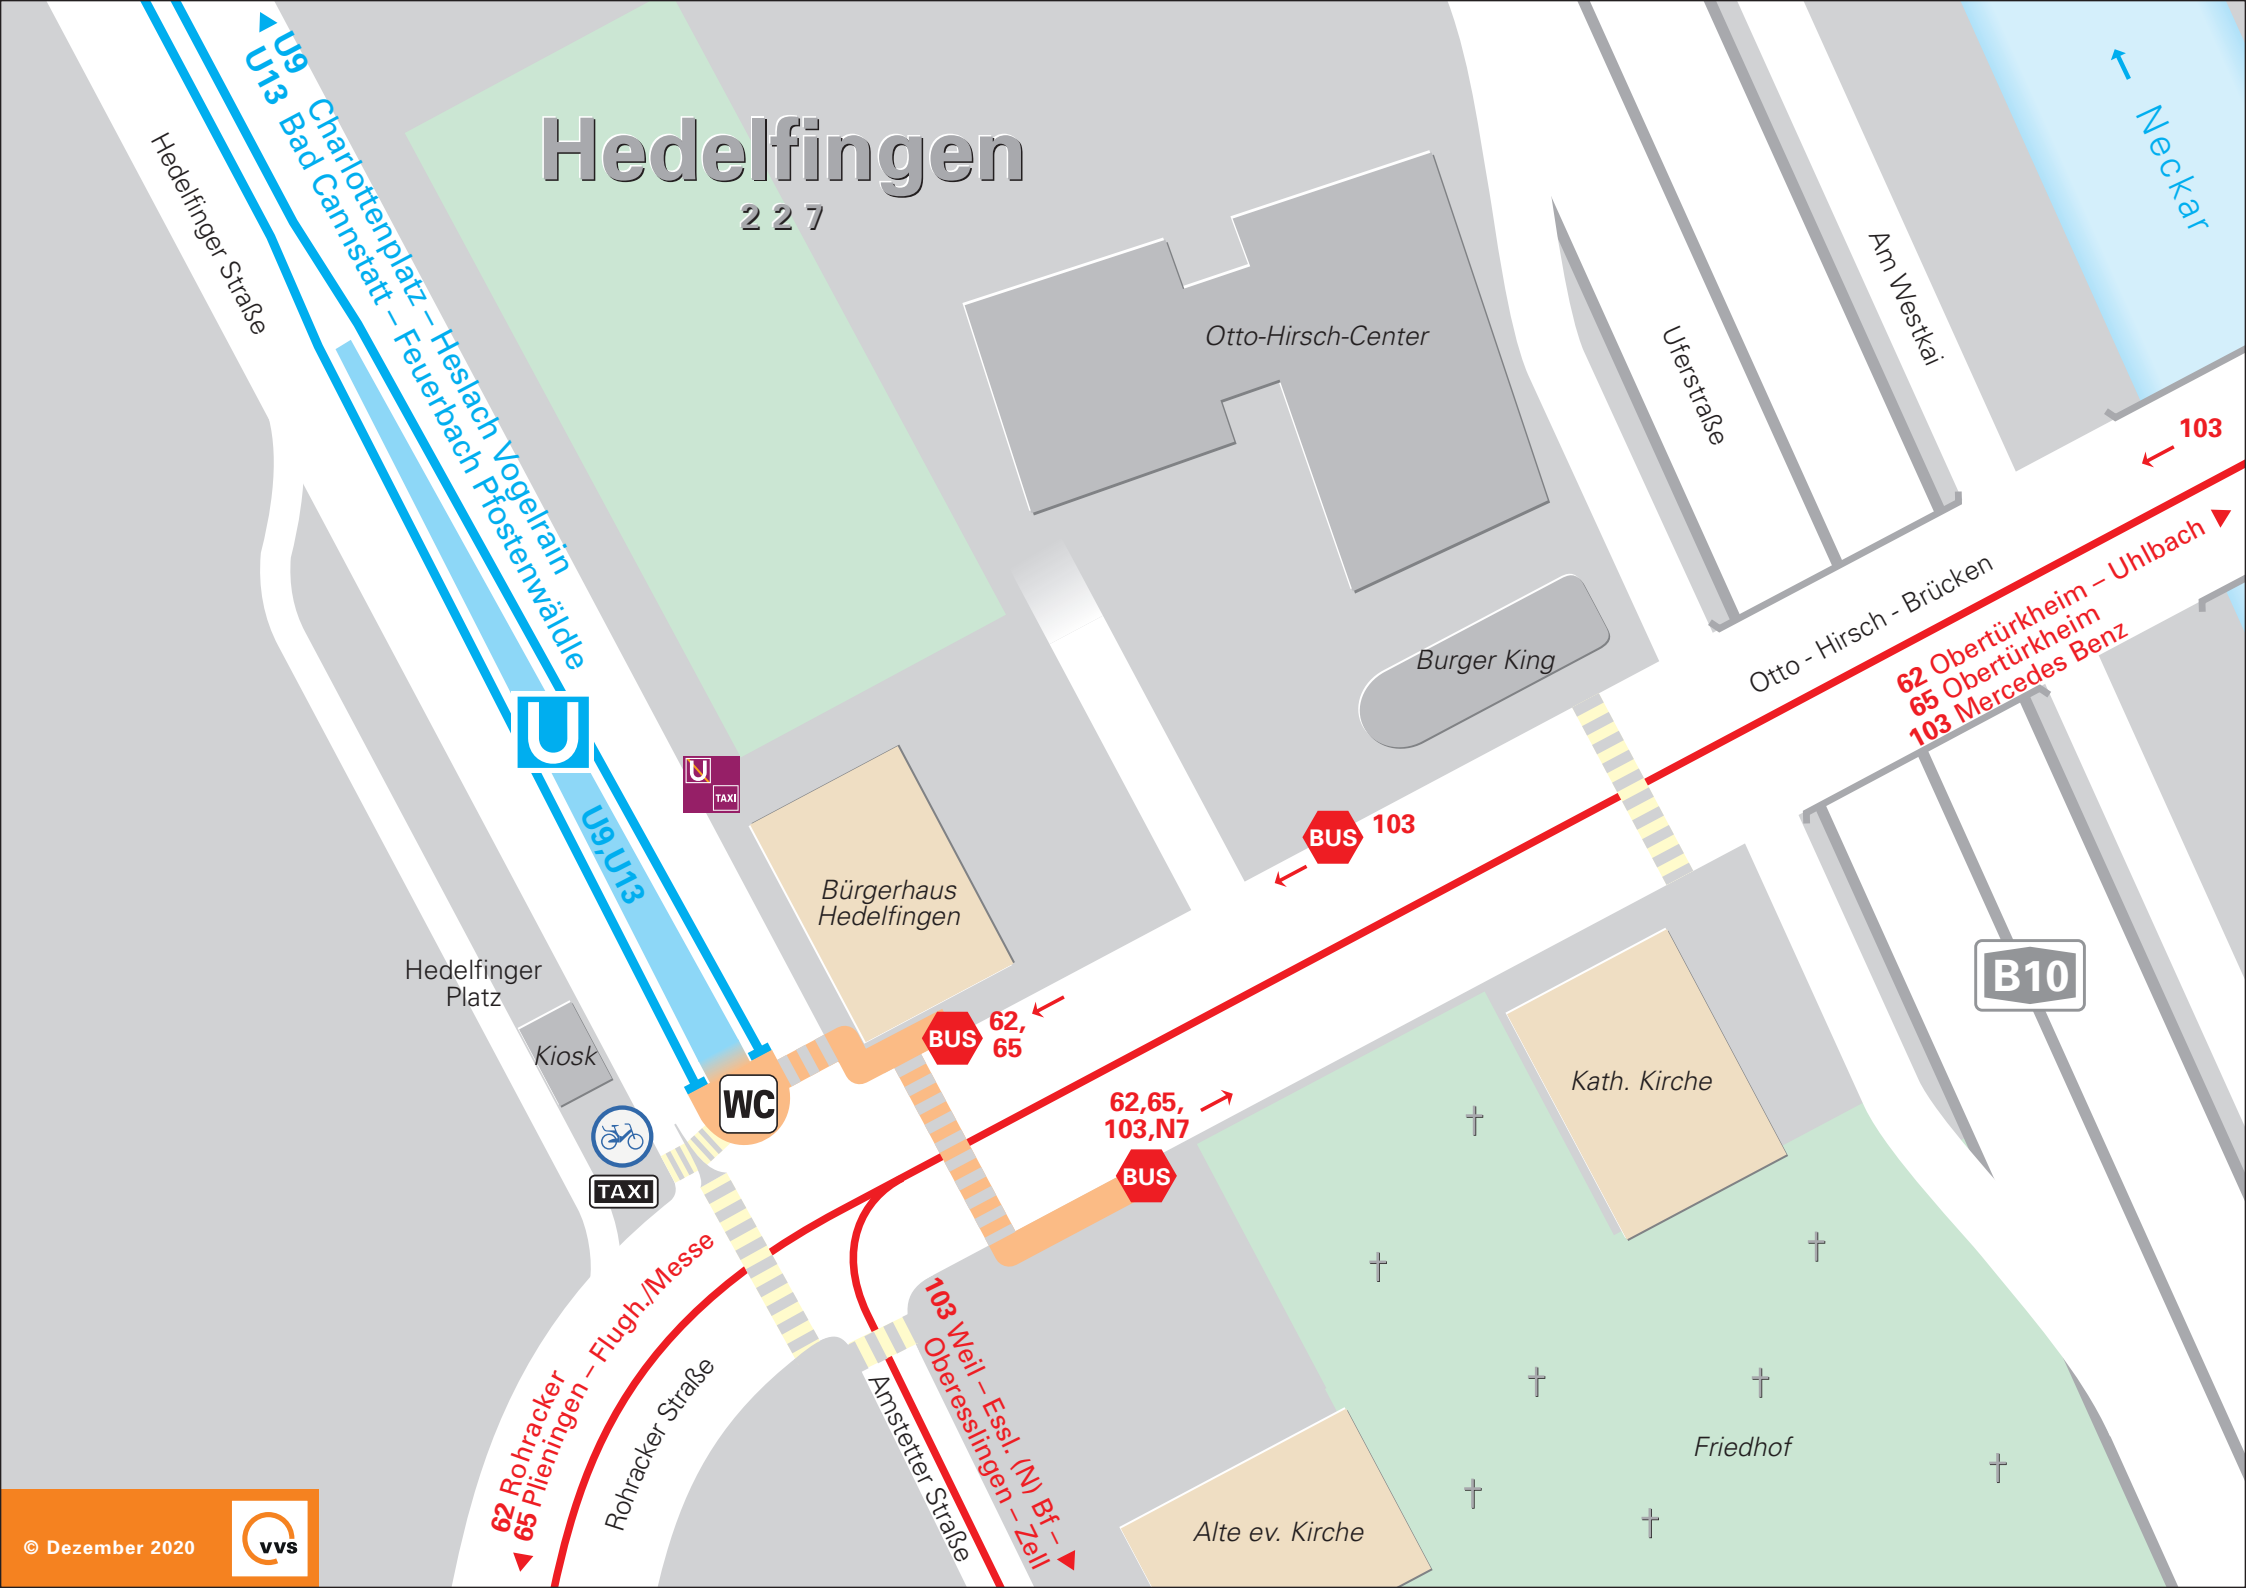 U9 Charlottenplatz – Heslach Vogelrain
U13 Bad Cannstatt – Feuerbach Pfostenwäldle
Hedelfinger Straße
Hedelfingen
227
Otto-Hirsch-Center
Uferstraße
Am Westkai
Neckar
103
Otto - Hirsch - Brücken
62 Obertürkheim – Uhlbach
65 Obertürkheim
103 Mercedes Benz
Burger King
U
U
TAXI
U9,U13
BUS
103
Bürgerhaus
Hedelfingen
Hedelfinger
Platz
Kiosk
BUS
62,
65
B10
WC
62,65,
103,N7
BUS
Kath. Kirche
TAXI
62 Rohracker
65 Plieningen – Flugh./Messe
Rohracker Straße
Amstetter Straße
103 Weil – Essl. (N) Bf –
Oberesslingen – Zell
Friedhof
Alte ev. Kirche
© Dezember 2020
vvs